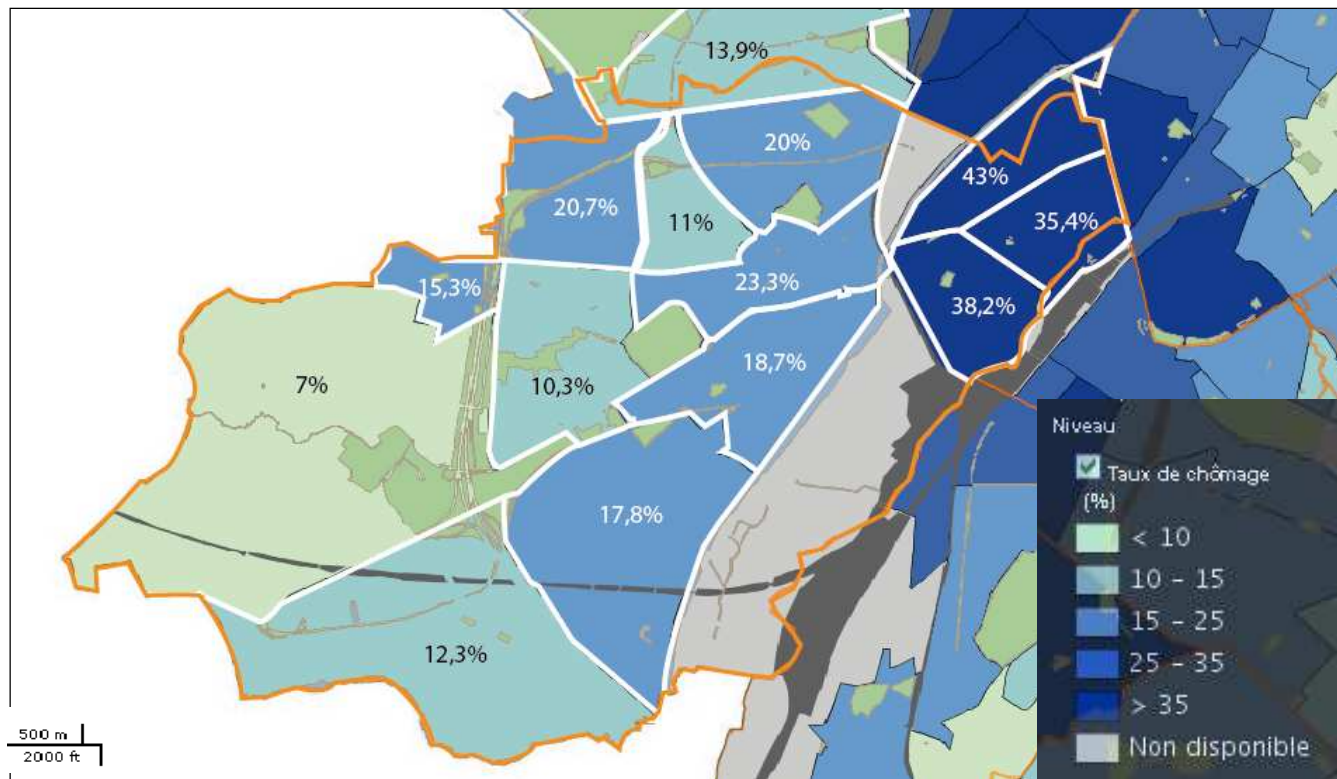 13,9%
20%
43%
20,7%
11%
35,4%
15,3%
23,3%
38,2%
18,7%
7%
10,3%
17,8%
12,3%
500 m
2000 ft
Niveau
Taux de chômage
(%)
< 10
10 - 15
15 - 25
25 - 35
> 35
Non disponible